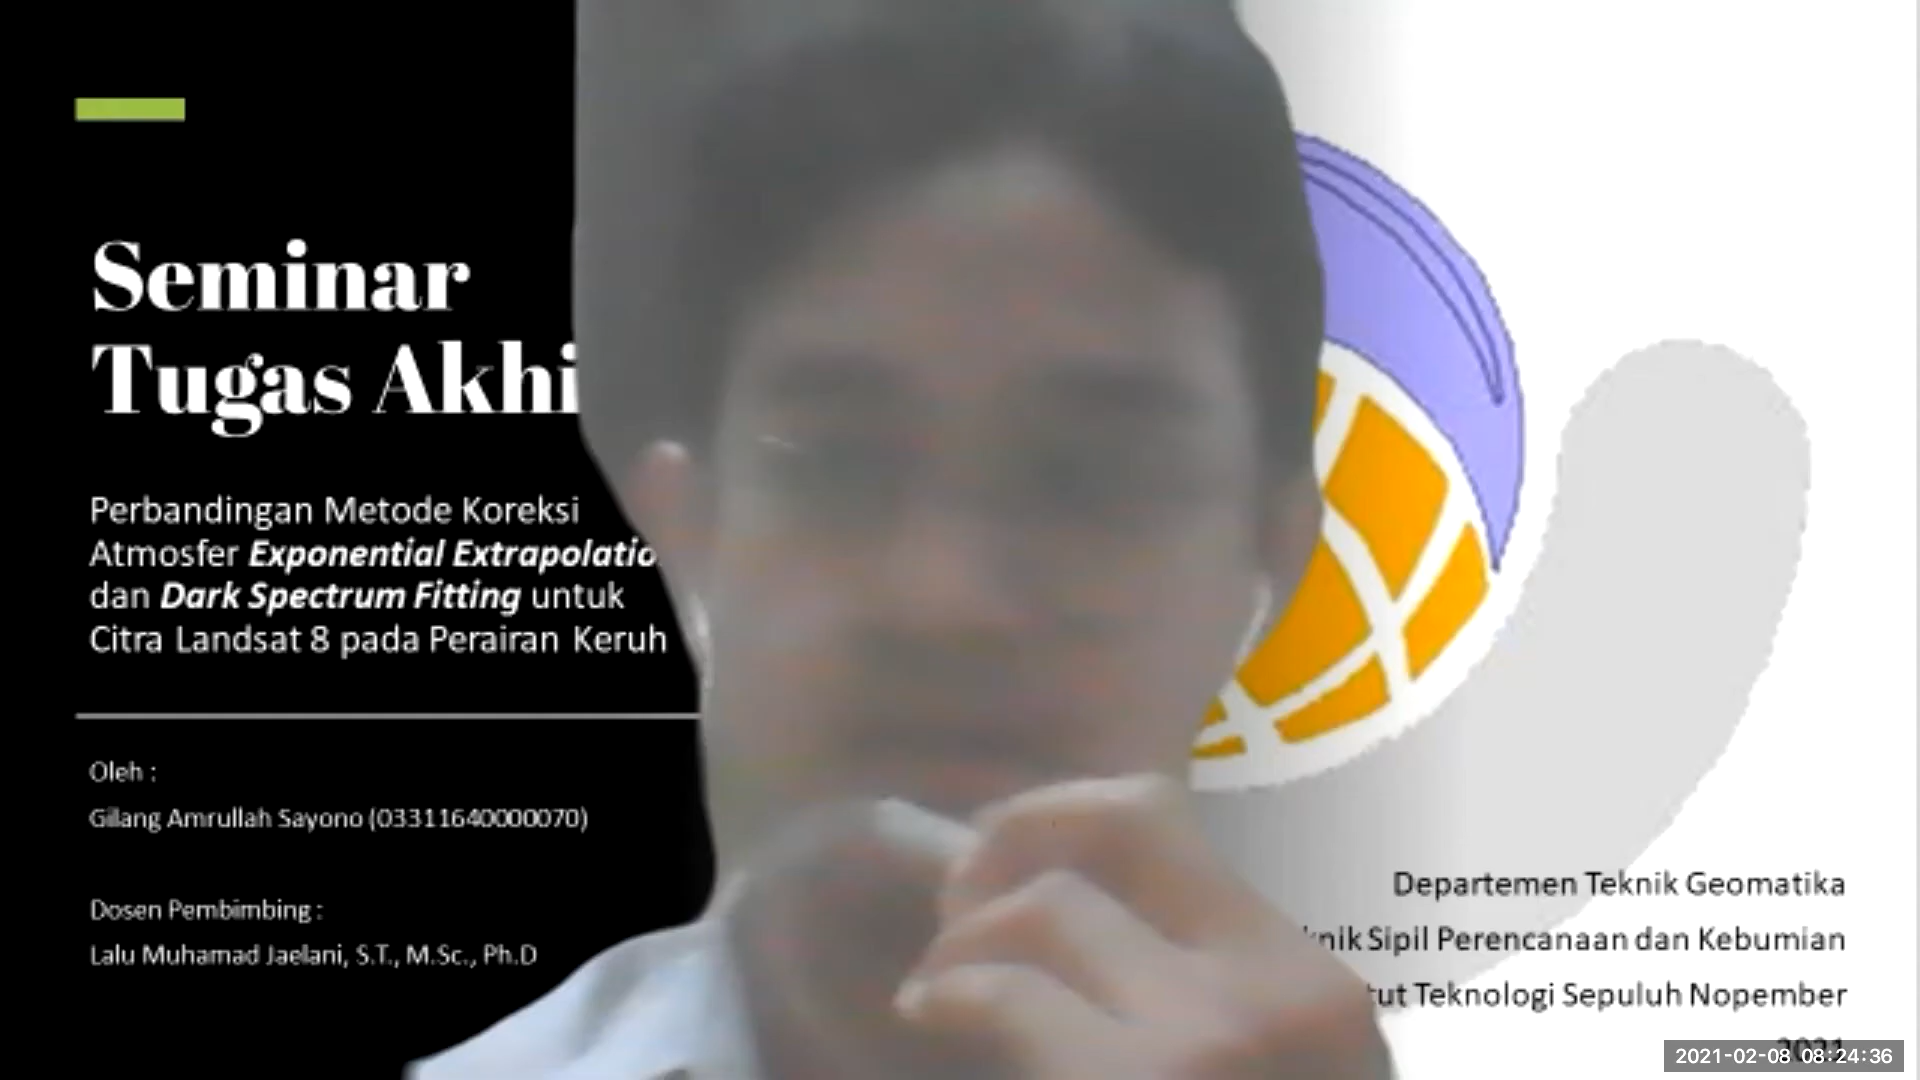 Seminar
Tugas Akhi
Perbandingan Metode Koreksi
Atmosfer Exponential Extrapolatio
dan Dark Spectrum Fitting untuk
Citra Landsat 8 pada Perairan Keruh
Oleh :
Gilang Amrullah Sayono (03311640000070)
Dosen Pembimbing :
Lalu Muhamad Jaelani, S.T., M.Sc., Ph.D
Departemen Teknik Geomatika
knik Sipil Perencanaan dan Kebumian
tut Teknologi Sepuluh Nopember
2021
2021-02-08 08:24:36